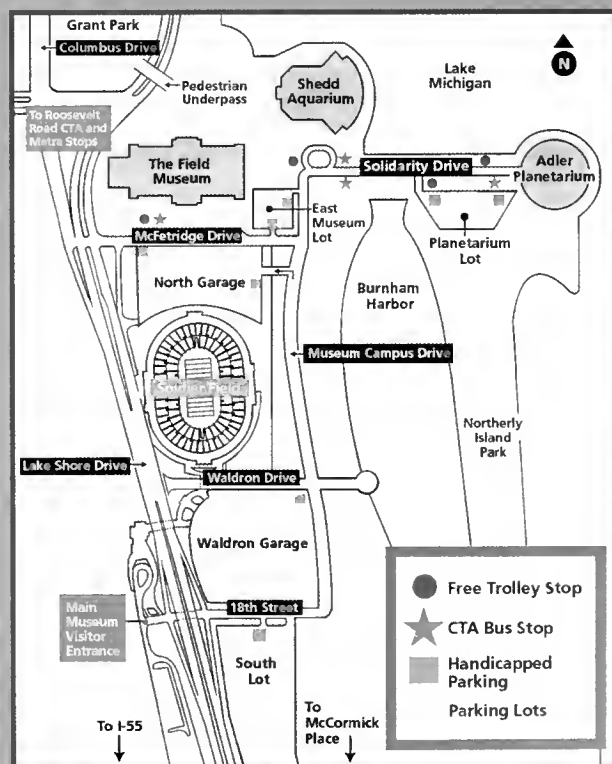 Grant Park
Columbus Drive
Pedestrian
Underpass
Shedd
Aquarium
Lake
Michigan
N
To Roosevelt
Road CTA and
Metra Stops
The Field
Museum
Solidarity Drive
Adler
Planetarium
East
Museum
Lot
McFetridge Drive
Planetarium
Lot
North Garage
Burnham
Harbor
Museum Campus Drive
Soldier Field
Northerly
Island
Park
Lake Shore Drive
Waldron Drive
Waldron Garage
Main
Museum
Visitor
Entrance
18th Street
South
Lot
To I-55
To
McCormick
Place
Free Trolley Stop
CTA Bus Stop
Handicapped
Parking
Parking Lots